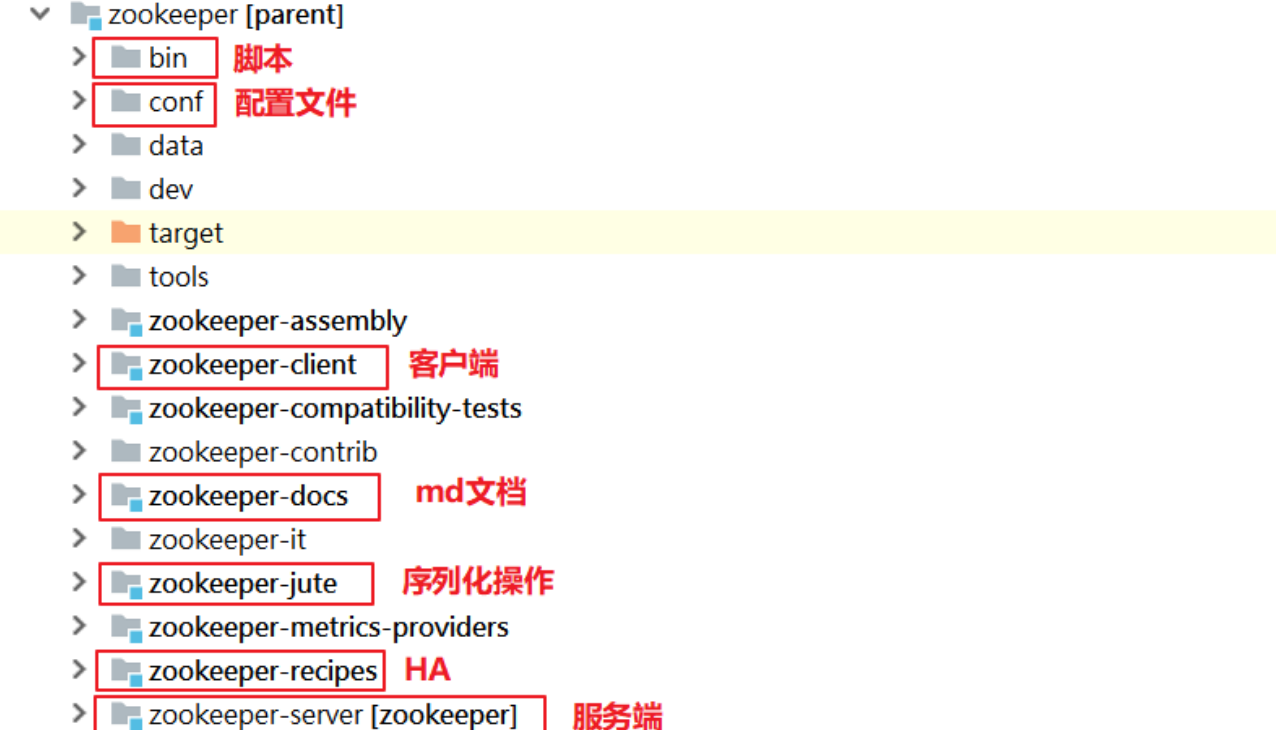 zookeeper [parent]
bin 脚本
conf 配置文件
data
dev
target
tools
zookeeper-assembly
zookeeper-client 客户端
zookeeper-compatibility-tests
zookeeper-contrib
zookeeper-docs md文档
zookeeper-it
zookeeper-jute 序列化操作
zookeeper-metrics-providers
zookeeper-recipes HA
zookeeper-server [zookeeper] 服务端